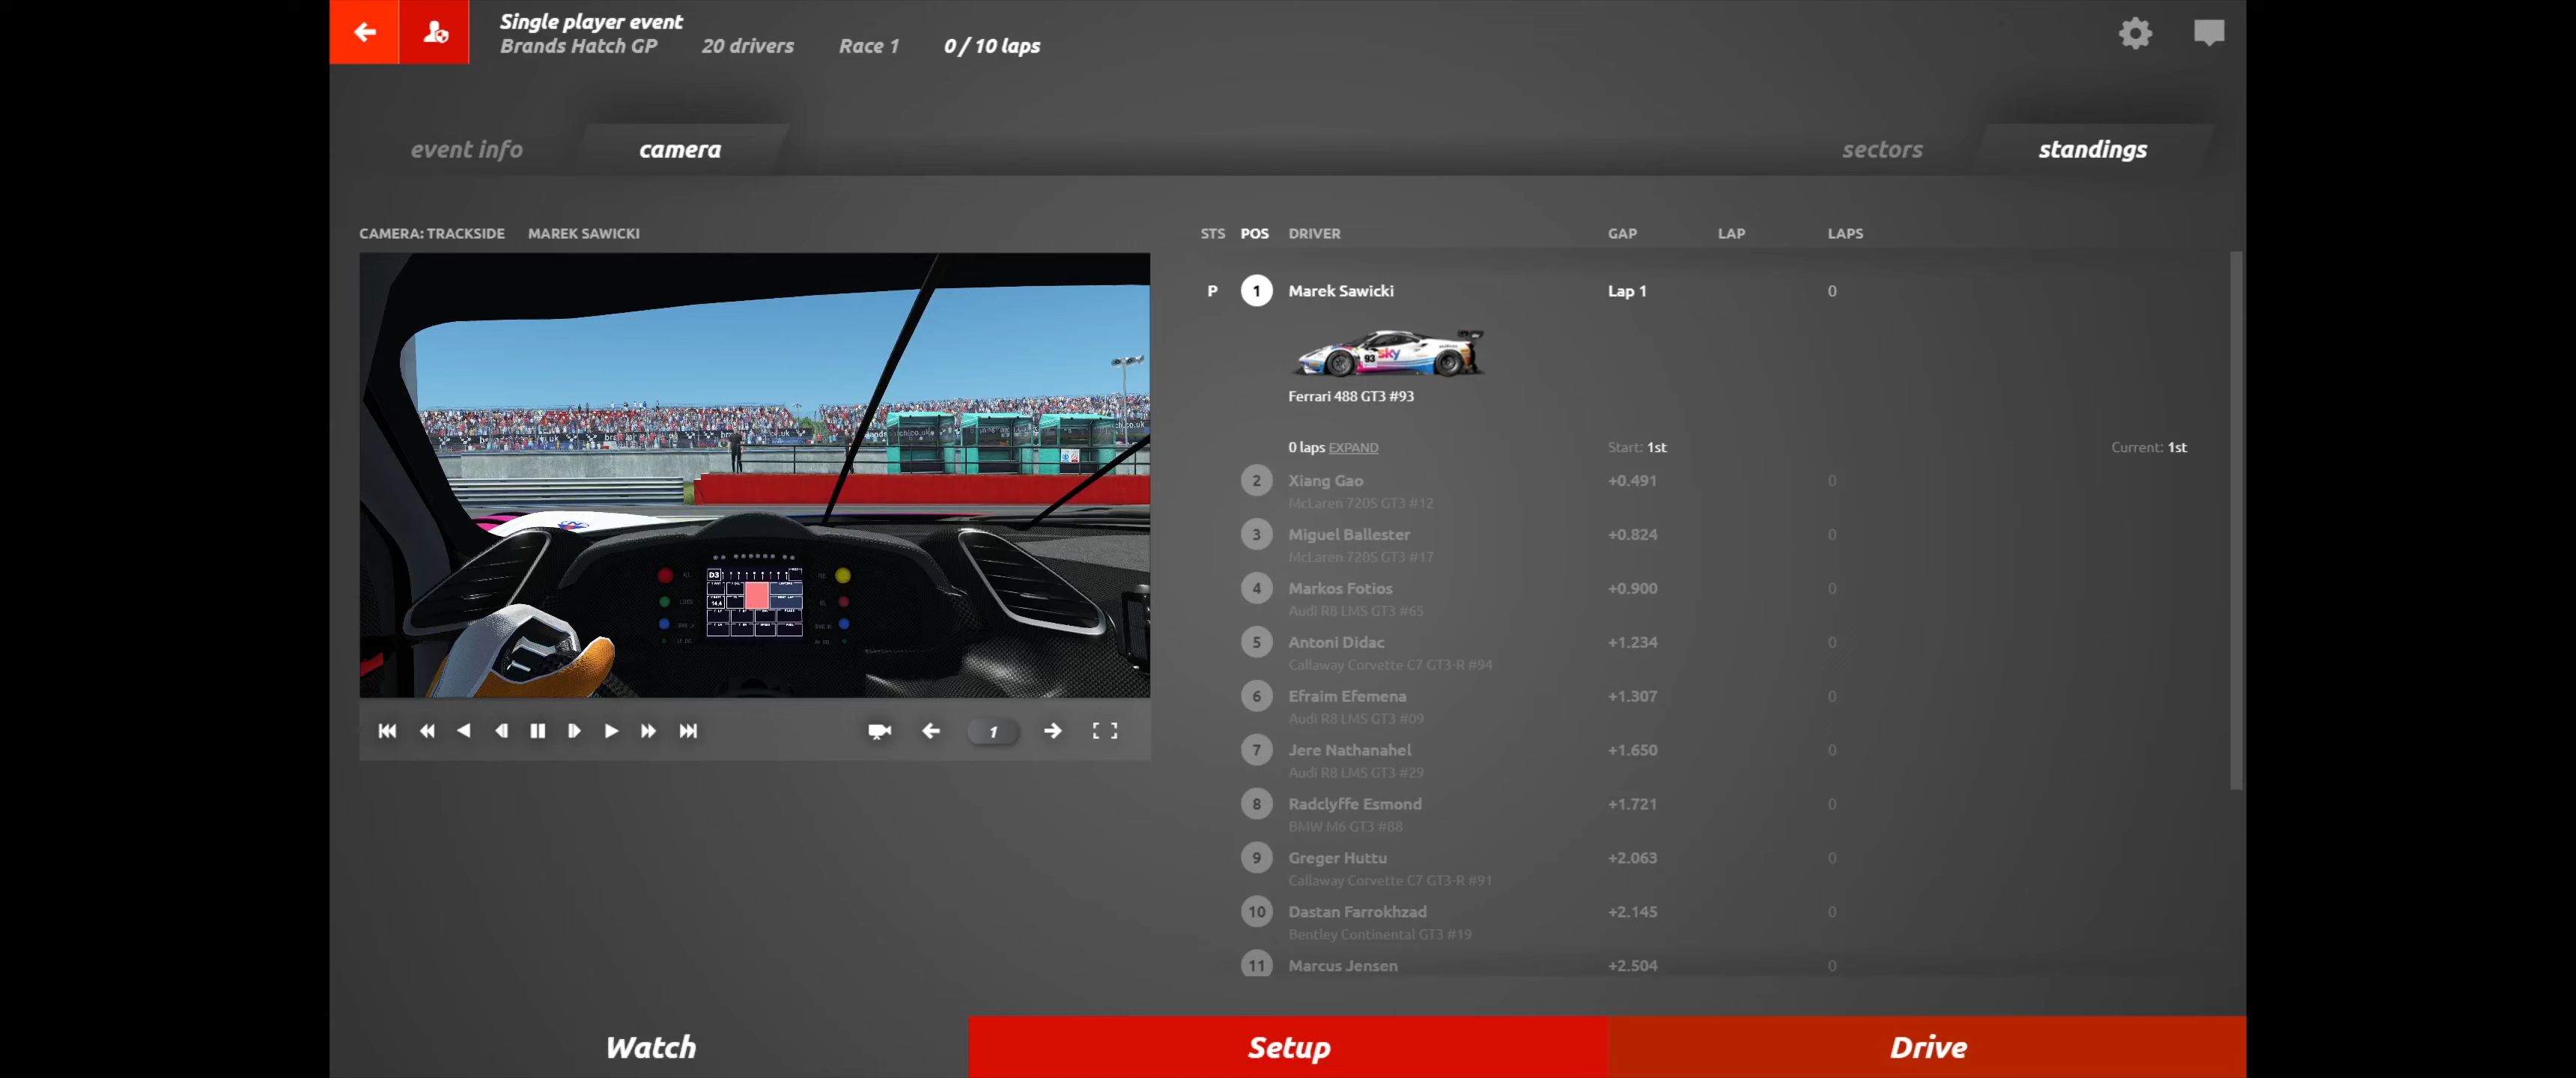 Single player event
Brands Hatch GP 20 drivers Race 1 0 / 10 laps
event info camera sectors standings
CAMERA: TRACKSIDE MAREK SAWICKI
STS POS DRIVER GAP LAP LAPS
P 1 Marek Sawicki Lap 1 0
93 sky
Ferrari 488 GT3 #93
0 laps EXPAND Start: 1st Current: 1st
2 Xiang Gao +0.491 0
McLaren 720S GT3 #12
3 Miguel Ballester +0.824 0
McLaren 720S GT3 #17
4 Markos Fotios +0.900 0
Audi R8 LMS GT3 #65
5 Antoni Didac +1.234 0
Callaway Corvette C7 GT3-R #94
6 Efraim Efemena +1.307 0
Audi R8 LMS GT3 #09
7 Jere Nathanahel +1.650 0
Audi R8 LMS GT3 #29
8 Radclyffe Esmond +1.721 0
BMW M6 GT3 #88
9 Greger Huttu +2.063 0
Callaway Corvette C7 GT3-R #91
10 Dastan Farrokhzad +2.145 0
Bentley Continental GT3 #19
11 Marcus Jensen +2.504 0
D3
1
Watch Setup Drive